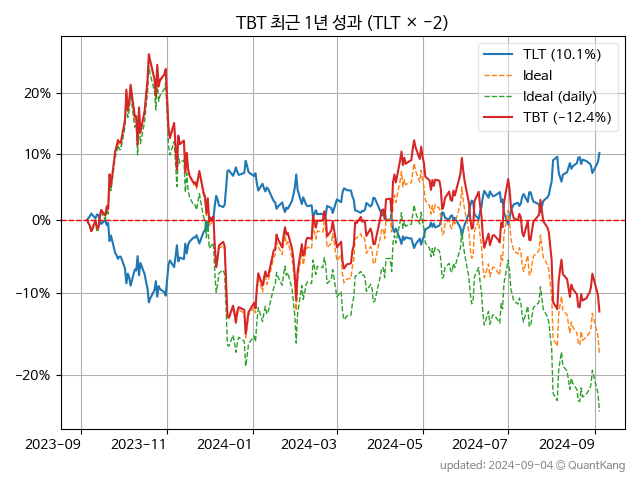 TBT 최근 1년 성과 (TLT × −2)
TLT (10.1%)
Ideal
Ideal (daily)
TBT (−12.4%)
20%
10%
0%
−10%
−20%
2023-09 2023-11 2024-01 2024-03 2024-05 2024-07 2024-09
updated: 2024-09-04 © QuantKang